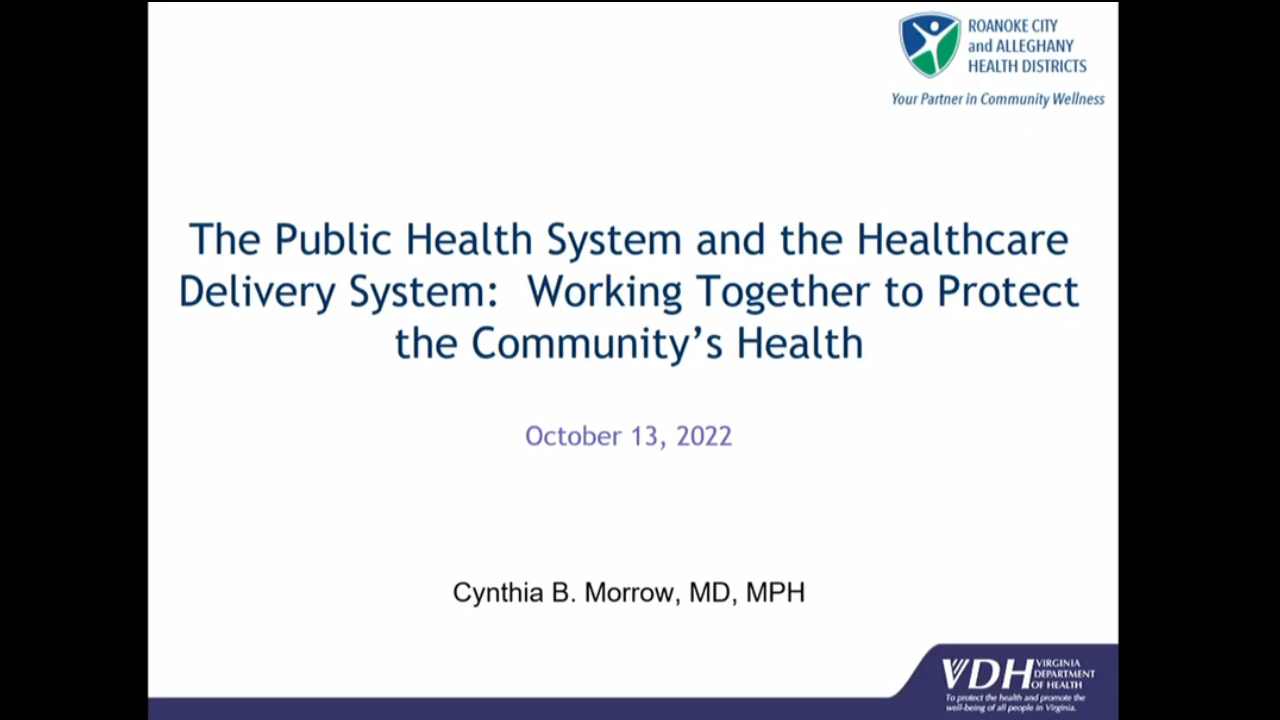 ROANOKE CITY
and ALLEGHANY
HEALTH DISTRICTS
Your Partner in Community Wellness
The Public Health System and the Healthcare
Delivery System: Working Together to Protect
the Community's Health
October 13, 2022
Cynthia B. Morrow, MD, MPH
VDH VIRGINIA
DEPARTMENT
OF HEALTH
To protect the health and promote the
well-being of all people in Virginia.